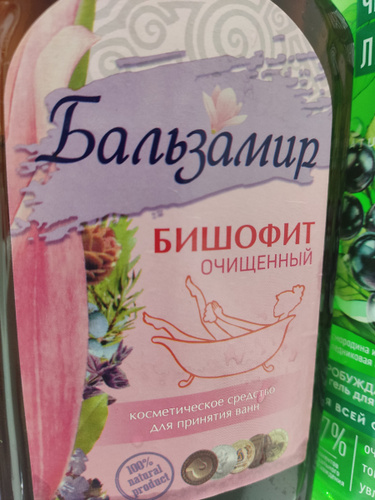 Бальзамир
БИШОФИТ
ОЧИЩЕННЫЙ
косметическое средство
для принятия ванн
100%
natural
product